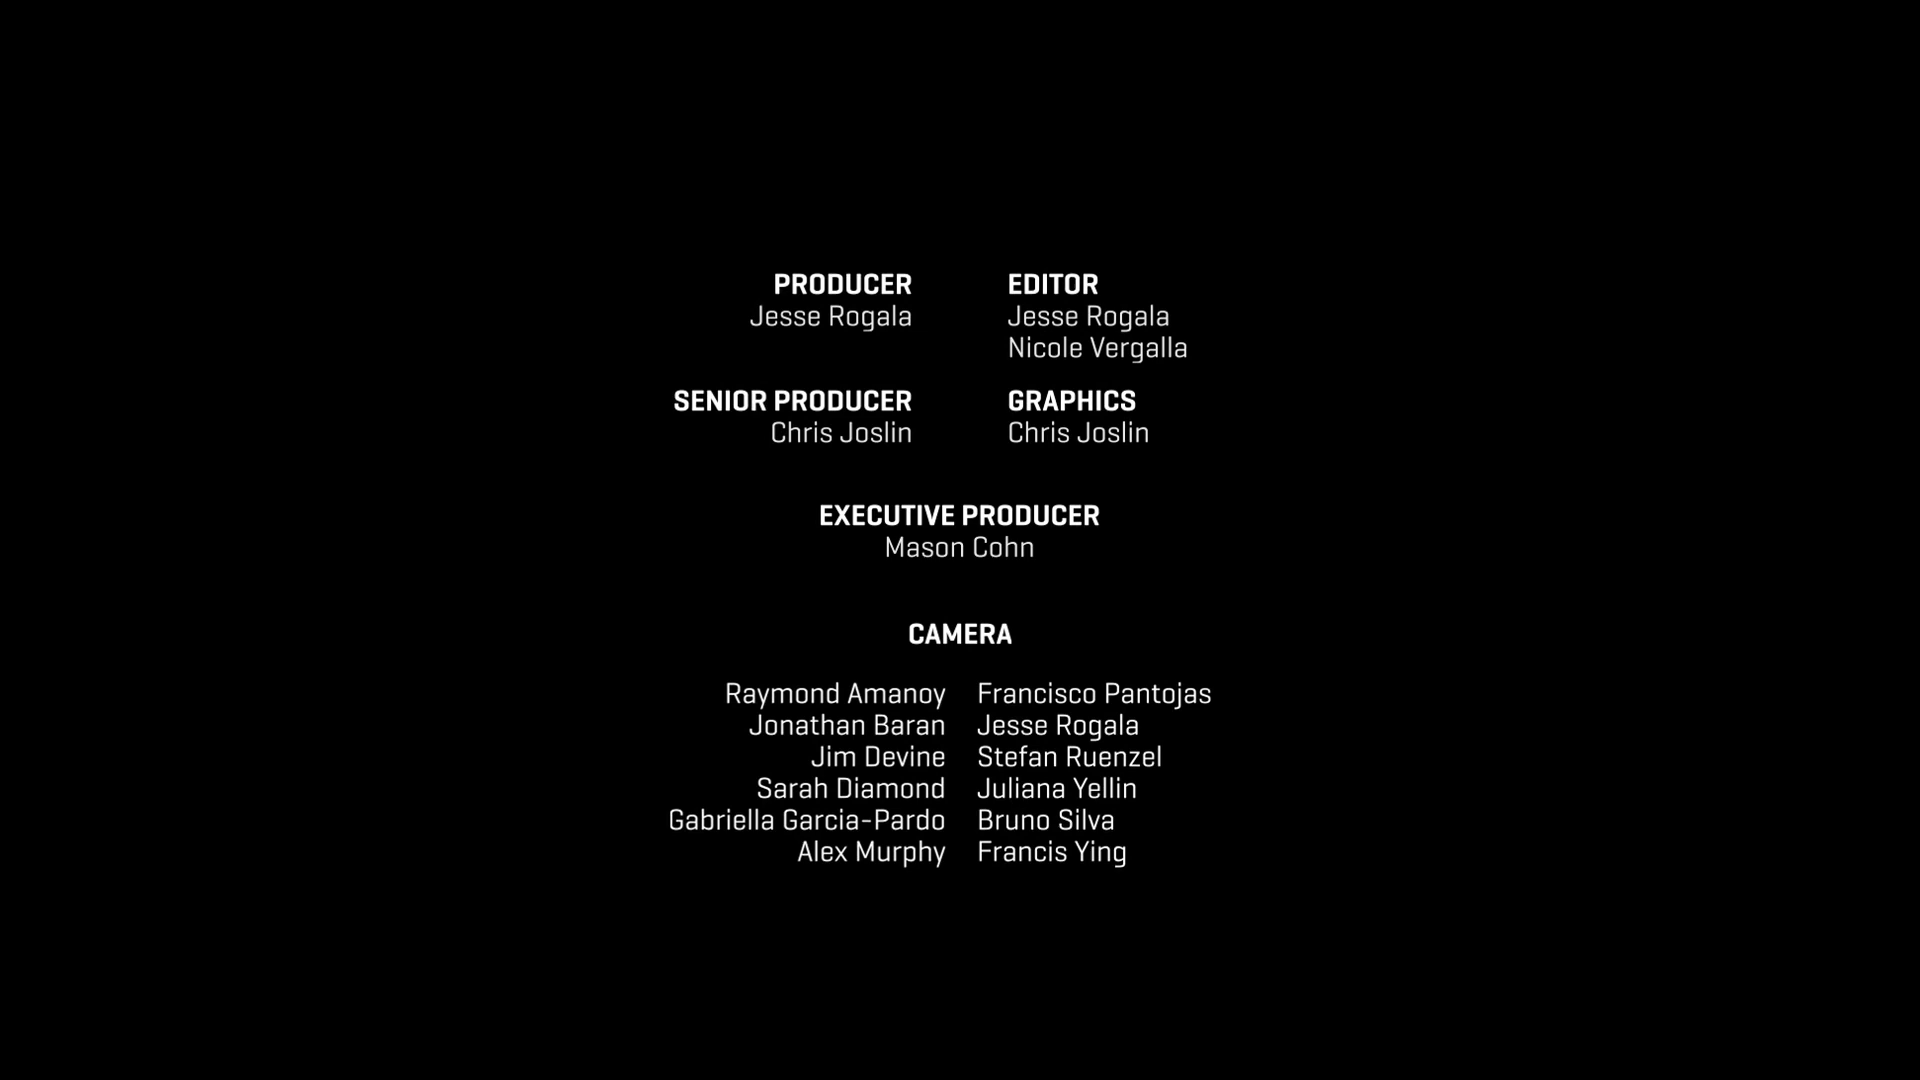 PRODUCER
Jesse Rogala
EDITOR
Jesse Rogala
Nicole Vergalla
SENIOR PRODUCER
Chris Joslin
GRAPHICS
Chris Joslin
EXECUTIVE PRODUCER
Mason Cohn
CAMERA
Raymond Amanoy
Jonathan Baran
Jim Devine
Sarah Diamond
Gabriella Garcia-Pardo
Alex Murphy
Francisco Pantojas
Jesse Rogala
Stefan Ruenzel
Juliana Yellin
Bruno Silva
Francis Ying